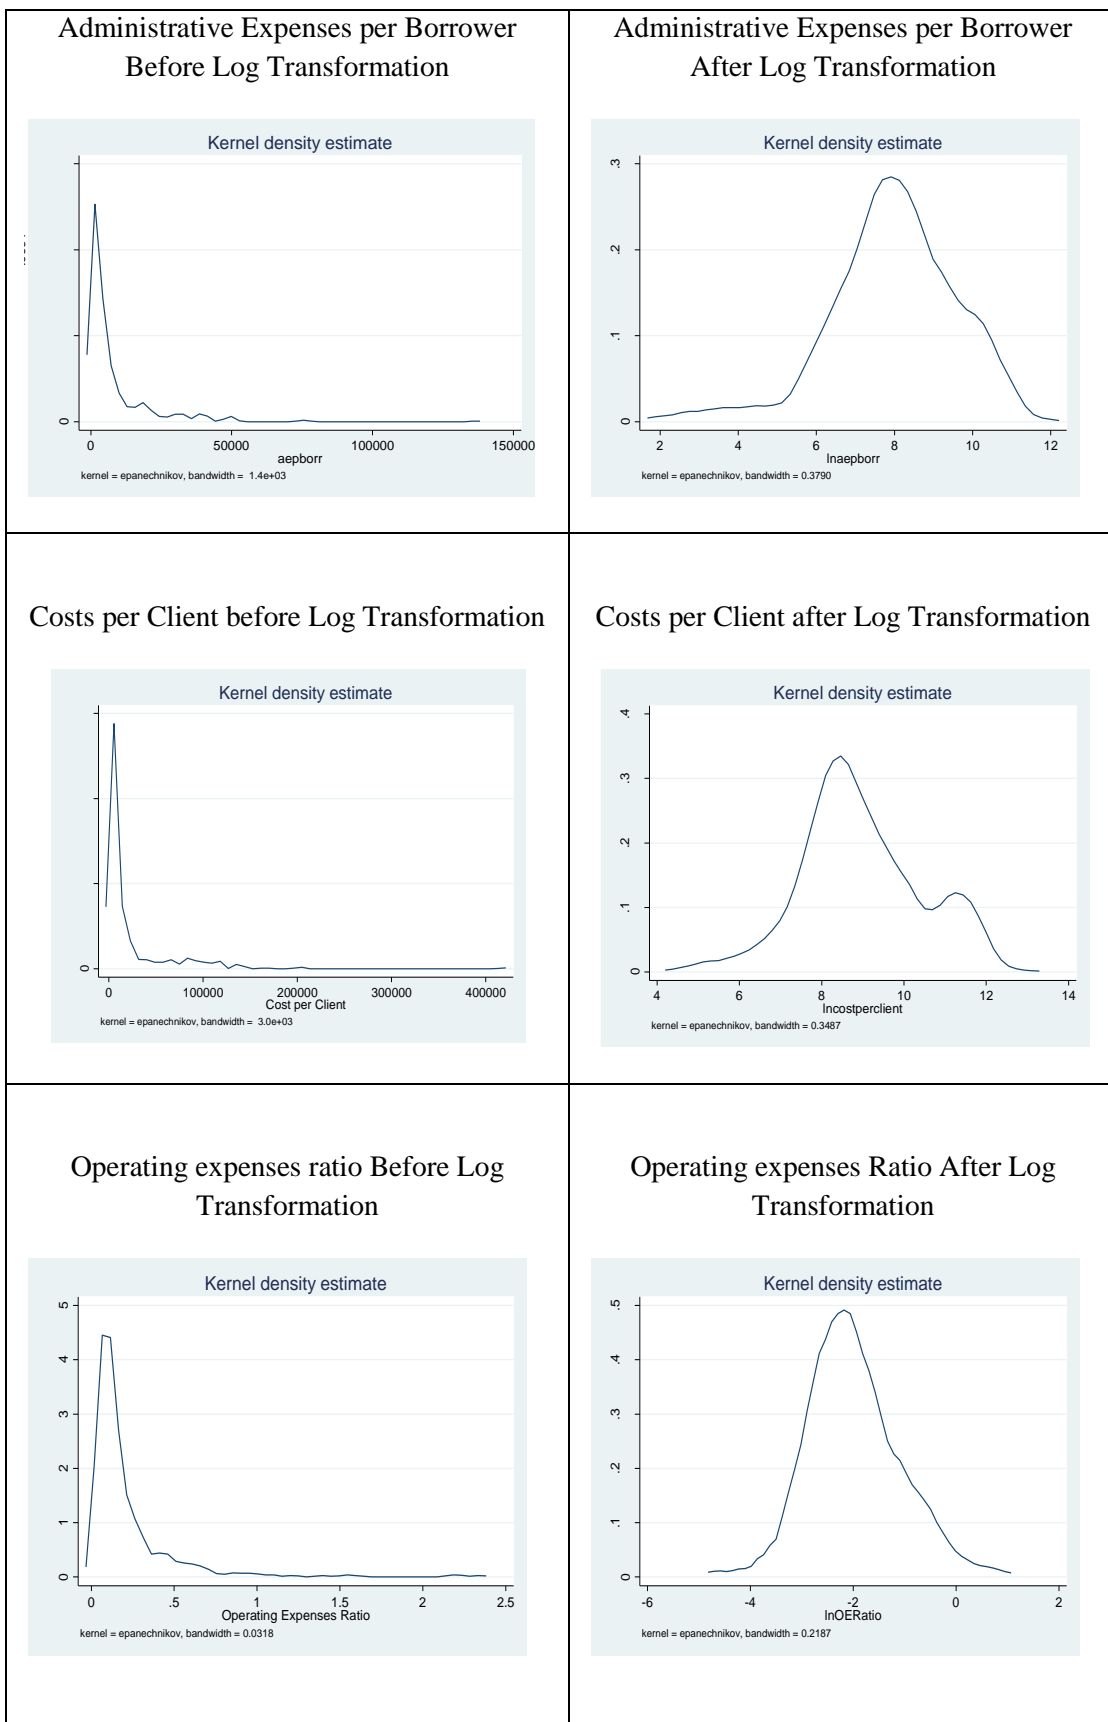 Administrative Expenses per Borrower
Before Log Transformation
Kernel density estimate
0
0 50000 100000 150000
aepborr
kernel = epanechnikov, bandwidth = 1.4e+03
Administrative Expenses per Borrower
After Log Transformation
Kernel density estimate
.3
.2
.1
0
2 4 6 8 10 12
lnaepborr
kernel = epanechnikov, bandwidth = 0.3790
Costs per Client before Log Transformation
Kernel density estimate
0
0 100000 200000 300000 400000
Cost per Client
kernel = epanechnikov, bandwidth = 3.0e+03
Costs per Client after Log Transformation
Kernel density estimate
.4
.3
.2
.1
0
4 6 8 10 12 14
lncostperclient
kernel = epanechnikov, bandwidth = 0.3487
Operating expenses ratio Before Log
Transformation
Kernel density estimate
5
4
3
2
1
0
0 .5 1 1.5 2 2.5
Operating Expenses Ratio
kernel = epanechnikov, bandwidth = 0.0318
Operating expenses Ratio After Log
Transformation
Kernel density estimate
.5
.4
.3
.2
.1
0
-6 -4 -2 0 2
lnOERatio
kernel = epanechnikov, bandwidth = 0.2187